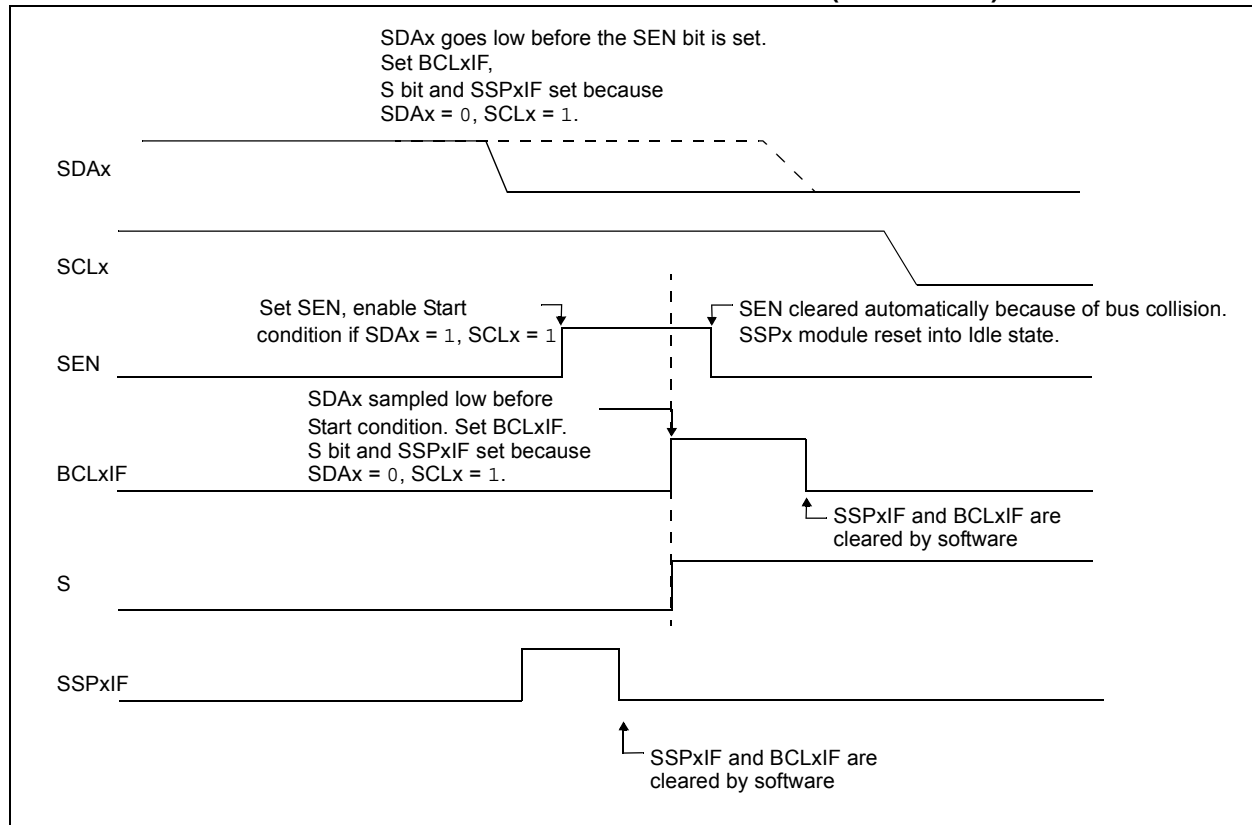 SDAx goes low before the SEN bit is set.
Set BCLxIF,
S bit and SSPxIF set because
SDAx = 0, SCLx = 1.
SDAx
SCLx
Set SEN, enable Start
condition if SDAx = 1, SCLx = 1
SEN cleared automatically because of bus collision.
SSPx module reset into Idle state.
SEN
SDAx sampled low before
Start condition. Set BCLxIF.
S bit and SSPxIF set because
SDAx = 0, SCLx = 1.
BCLxIF
SSPxIF and BCLxIF are
cleared by software
S
SSPxIF
SSPxIF and BCLxIF are
cleared by software